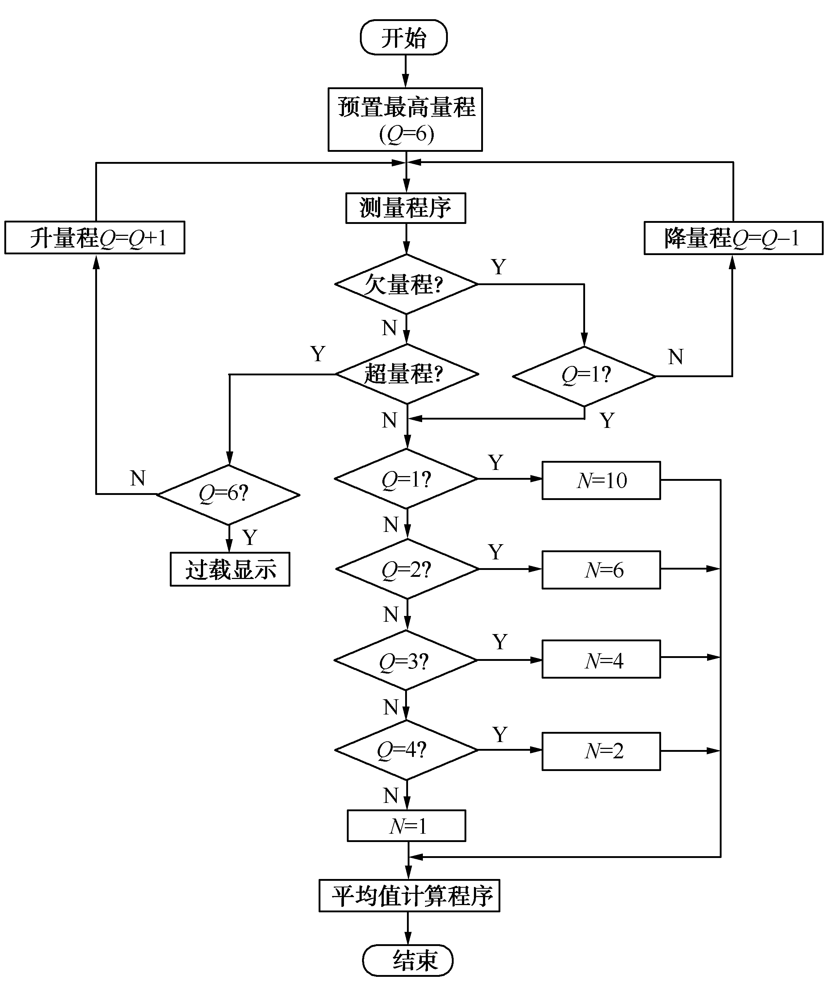 开始
预置最高量程
(Q=6)
测量程序
升量程Q=Q+1
降量程Q=Q−1
欠量程?
Y
N
超量程?
Y
Q=1?
N
N
Y
Q=1?
Y
N=10
Q=6?
N
Y
过载显示
N
Q=2?
Y
N=6
N
Q=3?
Y
N=4
N
Q=4?
Y
N=2
N
N=1
平均值计算程序
结束